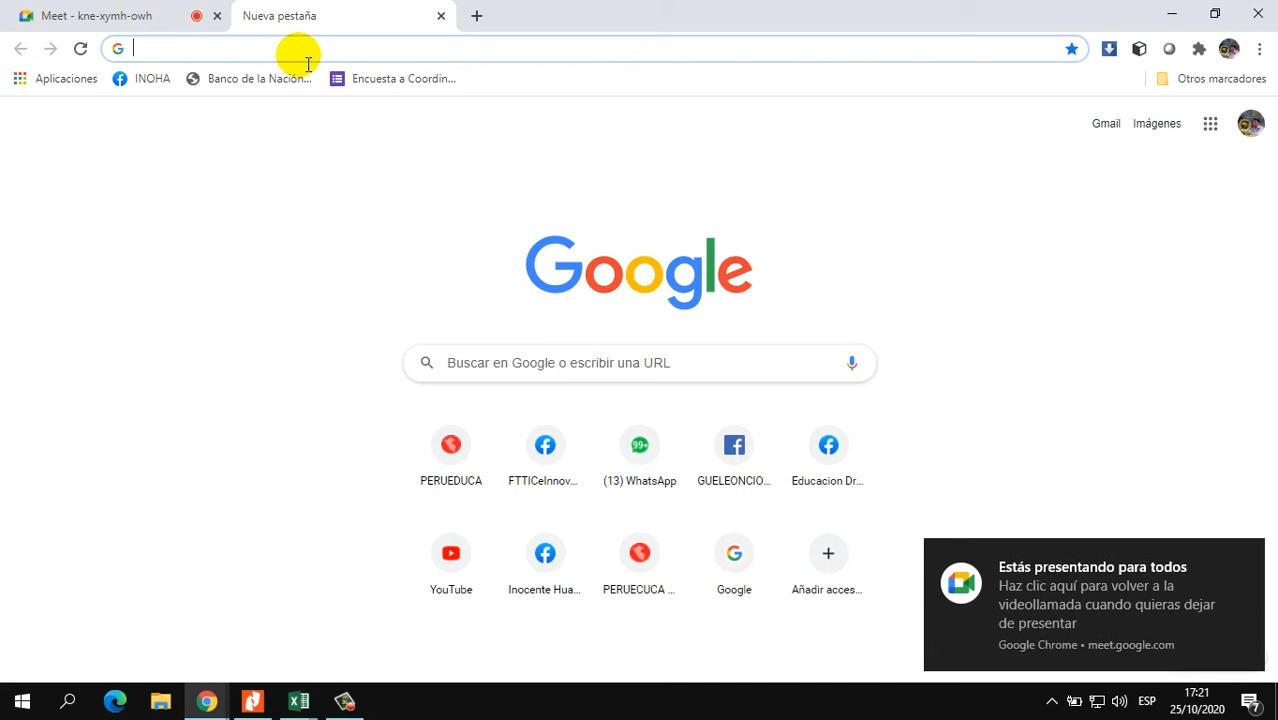 Meet - kne-xymh-owh
Nueva pestaña
Aplicaciones
INOHA
Banco de la Nación...
Encuesta a Coordin...
Otros marcadores
Gmail
Imágenes
Google
Buscar en Google o escribir una URL
PERUEDUCA
FTTICeInnov...
99+
(13) WhatsApp
GUELEONCIO...
Educacion Dr...
YouTube
Inocente Hua...
PERUECUCA ...
Google
Añadir acces...
Estás presentando para todos
Haz clic aquí para volver a la
videollamada cuando quieras dejar
de presentar
Google Chrome • meet.google.com
ESP
17:21
25/10/2020
7